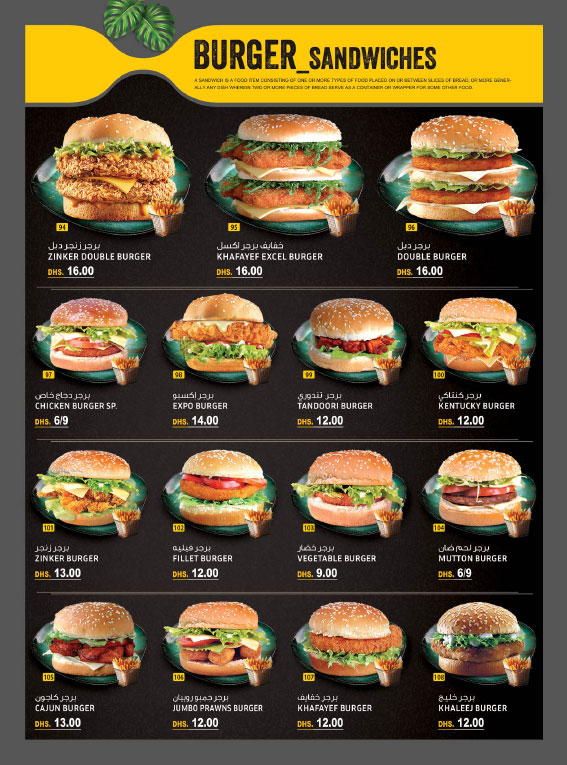 BURGER_SANDWICHES
A SANDWICH IS A FOOD ITEM CONSISTING OF ONE OR MORE TYPES OF FOOD PLACED ON OR BETWEEN SLICES OF BREAD, OR MORE GENER-
ALLY ANY DISH WHEREIN TWO OR MORE PIECES OF BREAD SERVE AS A CONTAINER OR WRAPPER FOR SOME OTHER FOOD.
94
برجر زنجر دبل
ZINKER DOUBLE BURGER
DHS. 16.00
95
خفايف برجر اكسل
KHAFAYEF EXCEL BURGER
DHS. 16.00
96
برجر دبل
DOUBLE BURGER
DHS. 16.00
97
برجر دجاج خاص
CHICKEN BURGER SP.
DHS. 6/9
98
برجر اكسبو
EXPO BURGER
DHS. 14.00
99
برجر تندوري
TANDOORI BURGER
DHS. 12.00
100
برجر كنتاكي
KENTUCKY BURGER
DHS. 12.00
101
برجر زنجر
ZINKER BURGER
DHS. 13.00
102
برجر فيليه
FILLET BURGER
DHS. 12.00
103
برجر خضار
VEGETABLE BURGER
DHS. 9.00
104
برجر لحم ضان
MUTTON BURGER
DHS. 6/9
105
برجر كاجون
CAJUN BURGER
DHS. 13.00
106
برجر جمبو روبيان
JUMBO PRAWNS BURGER
DHS. 12.00
107
برجر خفايف
KHAFAYEF BURGER
DHS. 12.00
108
برجر خليج
KHALEEJ BURGER
DHS. 12.00